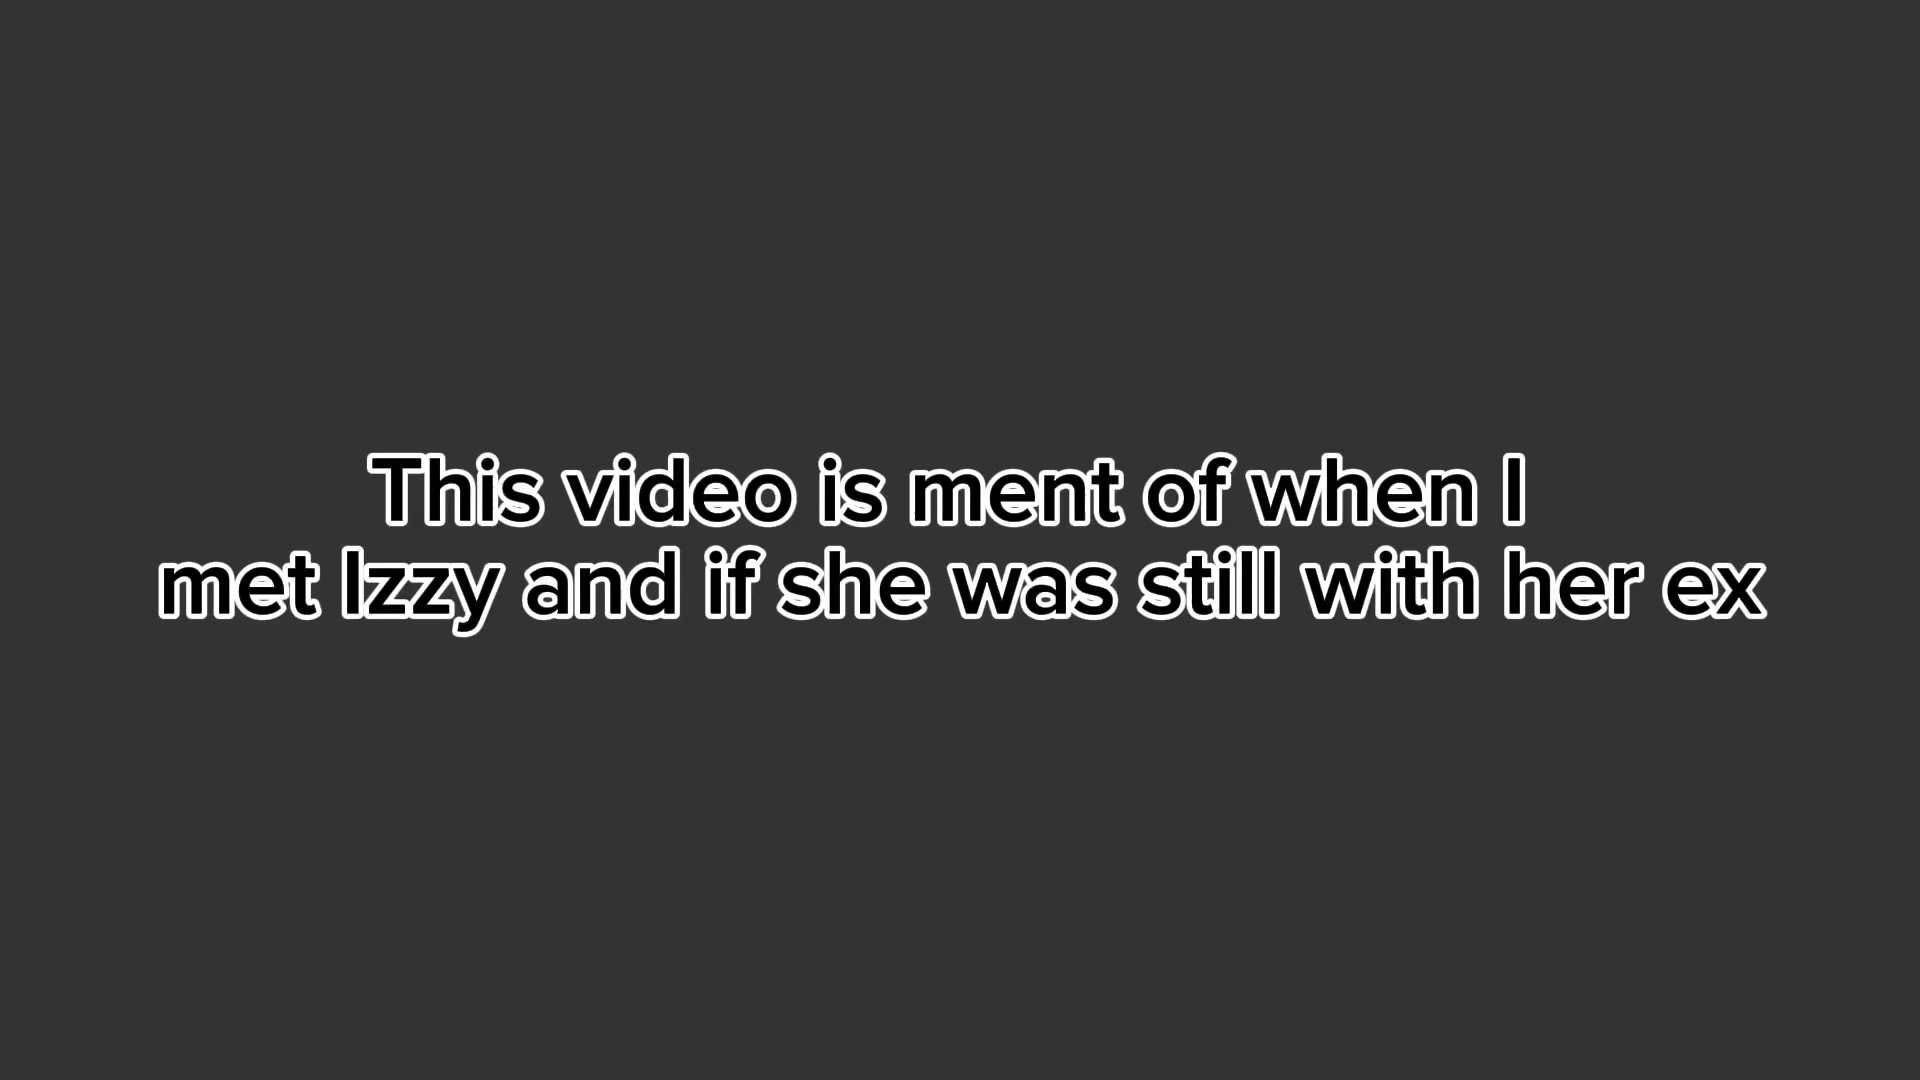 This video is ment of when I
met Izzy and if she was still with her ex